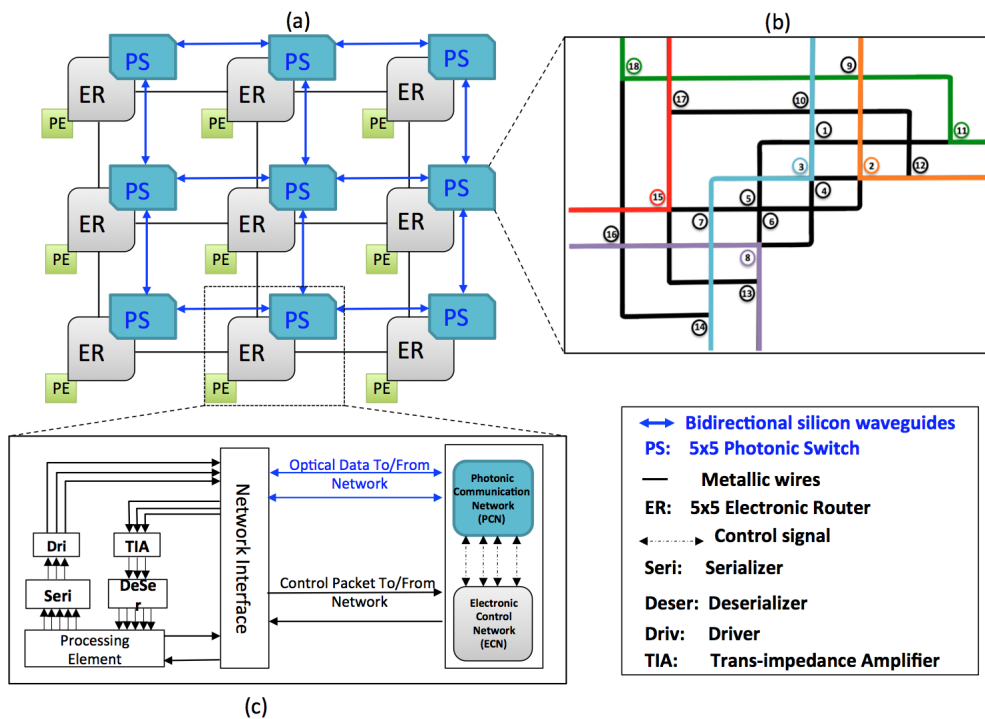 (a)
(b)
PS
PS
PS
ER
ER
ER
PE
PE
PE
PS
PS
PS
ER
ER
ER
PE
PE
PE
PS
PS
PS
ER
ER
ER
PE
PE
PE
18
9
17
10
1
11
3
2
12
15
5
4
7
6
16
8
13
14
Optical Data To/From
Network
Photonic
Communication
Network
(PCN)
Network Interface
Dri
TIA
Seri
DeSe
r
Control Packet To/From
Network
Electronic
Control
Network
(ECN)
Processing
Element
(c)
Bidirectional silicon waveguides
PS: 5x5 Photonic Switch
Metallic wires
ER: 5x5 Electronic Router
Control signal
Seri: Serializer
Deser: Deserializer
Driv: Driver
TIA: Trans-impedance Amplifier